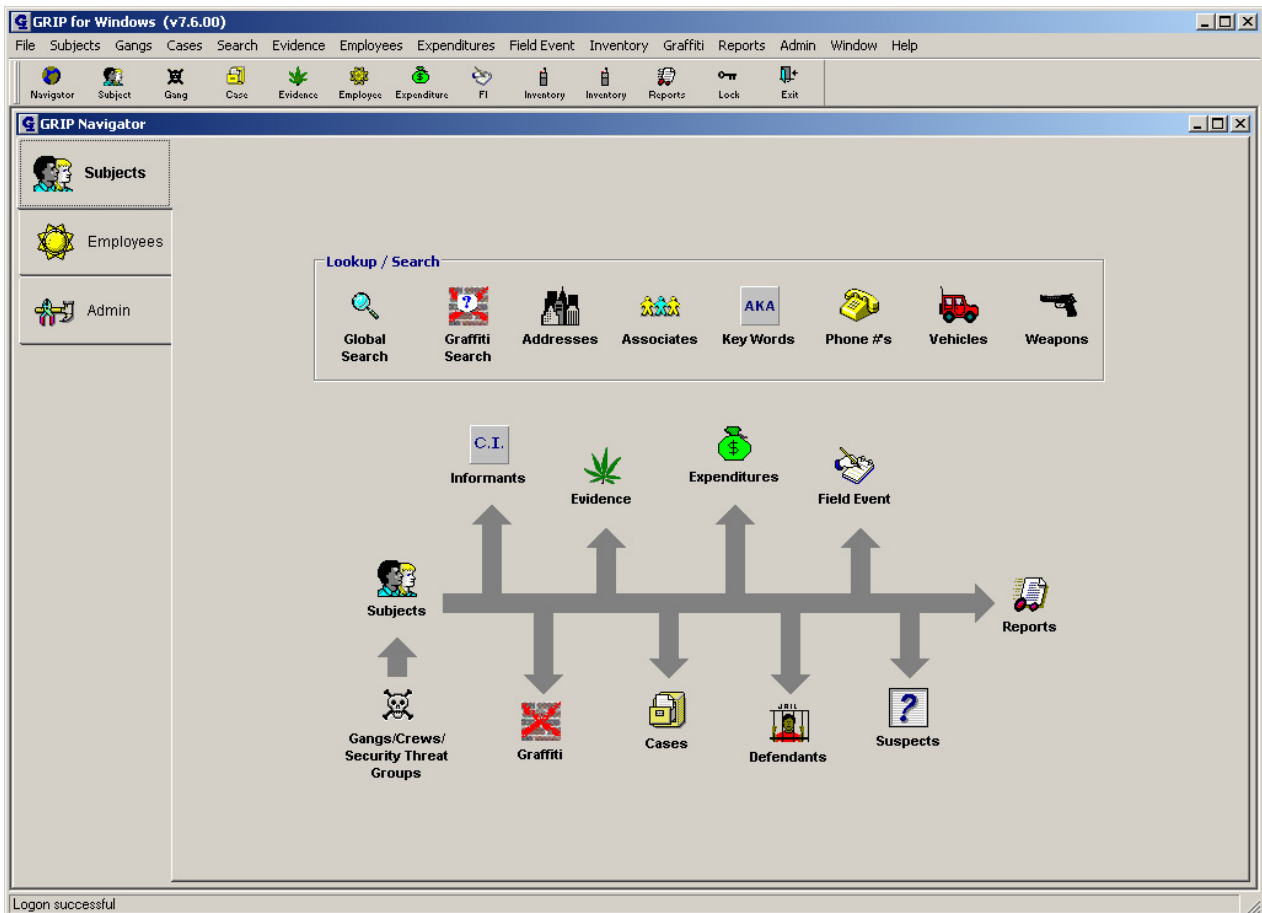 GRIP for Windows (v7.6.00)
File Subjects Gangs Cases Search Evidence Employees Expenditures Field Event Inventory Graffiti Reports Admin Window Help
Navigator Subject Gang Case Evidence Employee Expenditure FI Inventory Inventory Reports Lock Exit
GRIP Navigator
Subjects
Employees
Admin
Lookup / Search
?
AKA
Global Search
Graffiti Search
Addresses
Associates
Key Words
Phone #'s
Vehicles
Weapons
C.I.
Informants
Evidence
$
Expenditures
Field Event
Subjects
Reports
Gangs/Crews/
Security Threat
Groups
Graffiti
Cases
JAIL
Defendants
?
Suspects
Logon successful